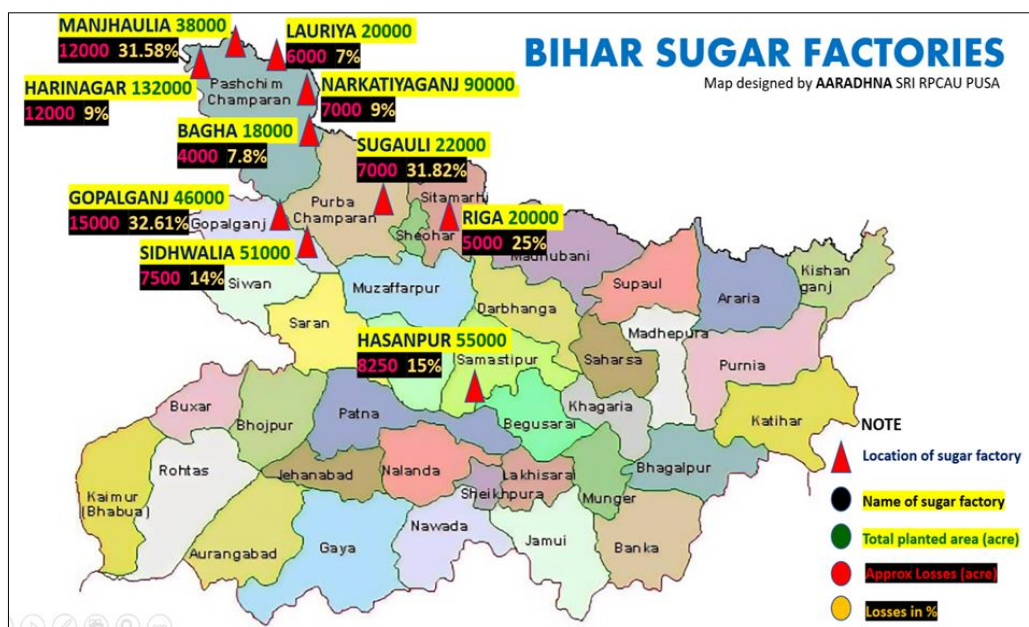 BIHAR SUGAR FACTORIES
Map designed by AARADHNA SRI RPCAU PUSA
MANJHAULIA 38000
12000 31.58%
LAURIYA 20000
6000 7%
HARINAGAR 132000
12000 9%
NARKATIYAGANJ 90000
7000 9%
BAGHA 18000
4000 7.8%
SUGAULI 22000
7000 31.82%
GOPALGANJ 46000
15000 32.61%
RIGA 20000
5000 25%
SIDHWALIA 51000
7500 14%
HASANPUR 55000
8250 15%
Pashchim
Champaran
Purba
Champaran
Sitamarhi
Sheohar
Gopalganj
Madhubani
Siwan
Muzaffarpur
Darbhanga
Supaul
Araria
Kishan
ganj
Saran
Madhepura
Samastipur
Saharsa
Purnia
Buxar
Bhojpur
Patna
Begusarai
Khagaria
Katihar
Kaimur
(Bhabua)
Rohtas
Jehanabad
Nalanda
Sheikhpura
Lakhisarai
Munger
Bhagalpur
Aurangabad
Gaya
Nawada
Jamui
Banka
NOTE
Location of sugar factory
Name of sugar factory
Total planted area (acre)
Approx Losses (acre)
Losses in %